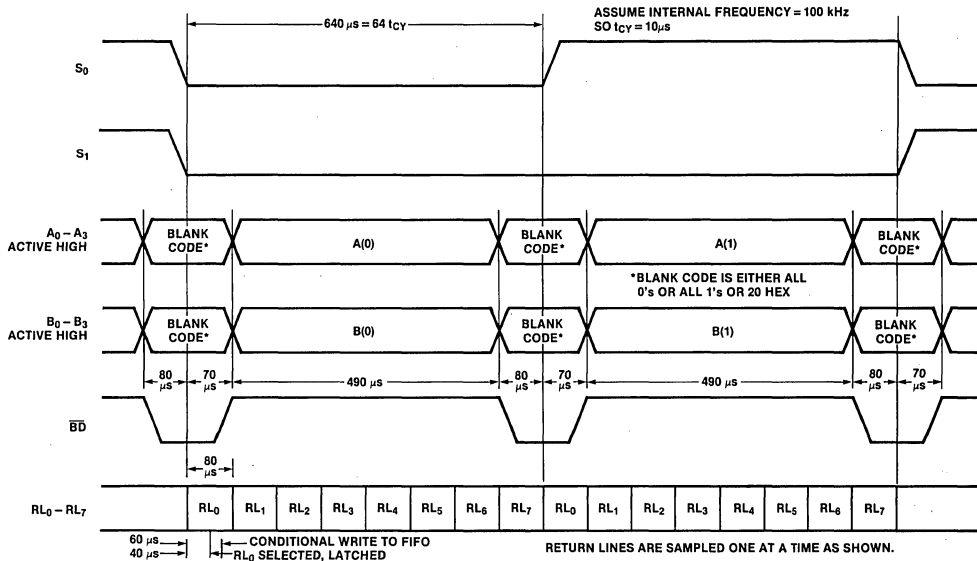 640 μs = 64 tCY
ASSUME INTERNAL FREQUENCY = 100 kHz
SO tCY = 10μs
S0
S1
A0 – A3
ACTIVE HIGH
BLANK
CODE*
A(0)
BLANK
CODE*
A(1)
BLANK
CODE*
*BLANK CODE IS EITHER ALL
0's OR ALL 1's OR 20 HEX
B0 – B3
ACTIVE HIGH
BLANK
CODE*
B(0)
BLANK
CODE*
B(1)
BLANK
CODE*
80 μs
70 μs
490 μs
80 μs
70 μs
490 μs
80 μs
70 μs
BD
80 μs
RL0 – RL7
RL0 RL1 RL2 RL3 RL4 RL5 RL6 RL7 RL0 RL1 RL2 RL3 RL4 RL5 RL6 RL7
60 μs
CONDITIONAL WRITE TO FIFO
40 μs
RL0 SELECTED, LATCHED
RETURN LINES ARE SAMPLED ONE AT A TIME AS SHOWN.